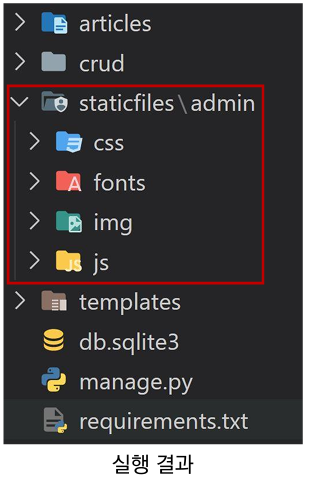 articles
crud
staticfiles\admin
css
fonts
img
js
templates
db.sqlite3
manage.py
requirements.txt
실행 결과